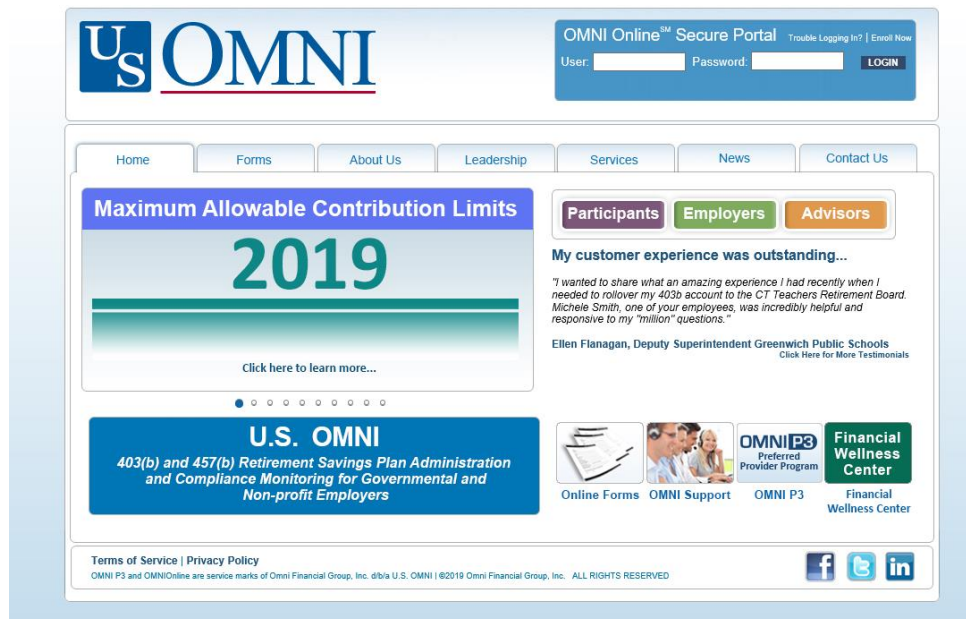 US OMNI
OMNI Online℠ Secure Portal Trouble Logging In? | Enroll Now
User: Password: LOGIN
Home Forms About Us Leadership Services News Contact Us
Maximum Allowable Contribution Limits
2019
Click here to learn more...
Participants Employers Advisors
My customer experience was outstanding...
"I wanted to share what an amazing experience I had recently when I
needed to rollover my 403b account to the CT Teachers Retirement Board.
Michele Smith, one of your employees, was incredibly helpful and
responsive to my "million" questions."
Ellen Flanagan, Deputy Superintendent Greenwich Public Schools
Click Here for More Testimonials
U.S. OMNI
403(b) and 457(b) Retirement Savings Plan Administration
and Compliance Monitoring for Governmental and
Non-profit Employers
OMNI P3
Preferred
Provider Program
Financial
Wellness
Center
Online Forms OMNI Support OMNI P3 Financial
Wellness Center
Terms of Service | Privacy Policy
OMNI P3 and OMNIOnline are service marks of Omni Financial Group, Inc. d/b/a U.S. OMNI | ©2019 Omni Financial Group, Inc. ALL RIGHTS RESERVED
f t in